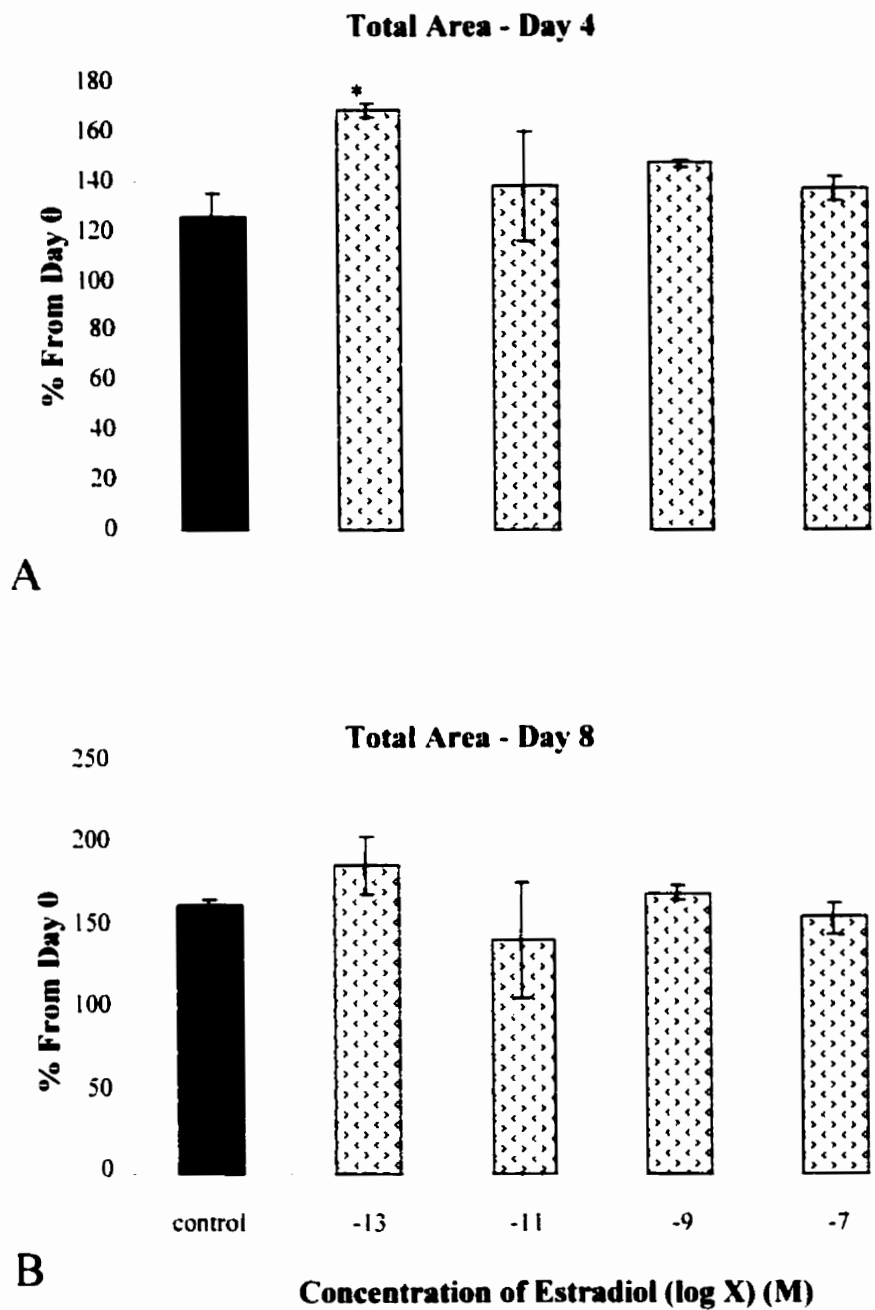 Total Area - Day 4
180
160
140
120
100
80
60
40
20
0
% From Day 0
*
A
Total Area - Day 8
250
200
150
100
50
0
% From Day 0
control -13 -11 -9 -7
B
Concentration of Estradiol (log X) (M)